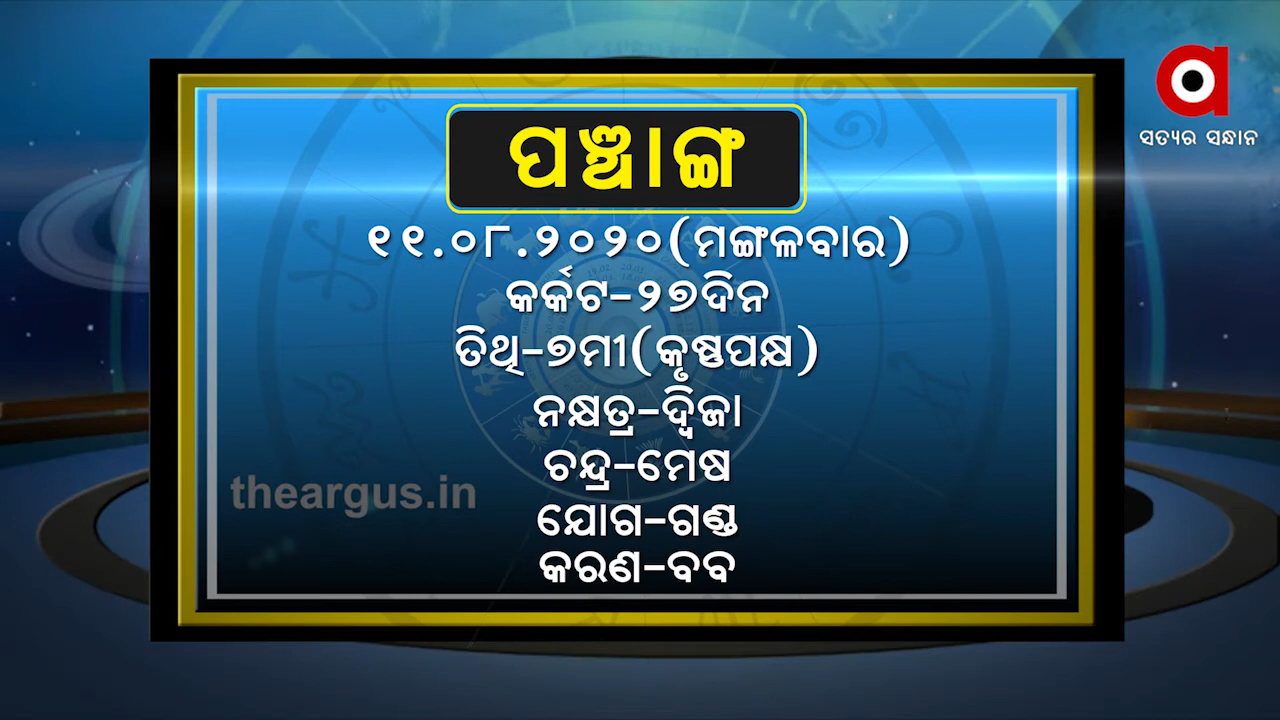 ପଞ୍ଚାଙ୍ଗ
୧୧.୦୮.୨୦୨୦(ମଙ୍ଗଳବାର)
କର୍କଟ-୨୭ଦିନ
ତିଥି-୭ମୀ(କୃଷ୍ଣପକ୍ଷ)
ନକ୍ଷତ୍ର-ଦ୍ୱିଜା
ଚନ୍ଦ୍ର-ମେଷ
ଯୋଗ-ଗଣ୍ଡ
କରଣ-ବବ
ସତ୍ୟର ସନ୍ଧାନ
theargus.in